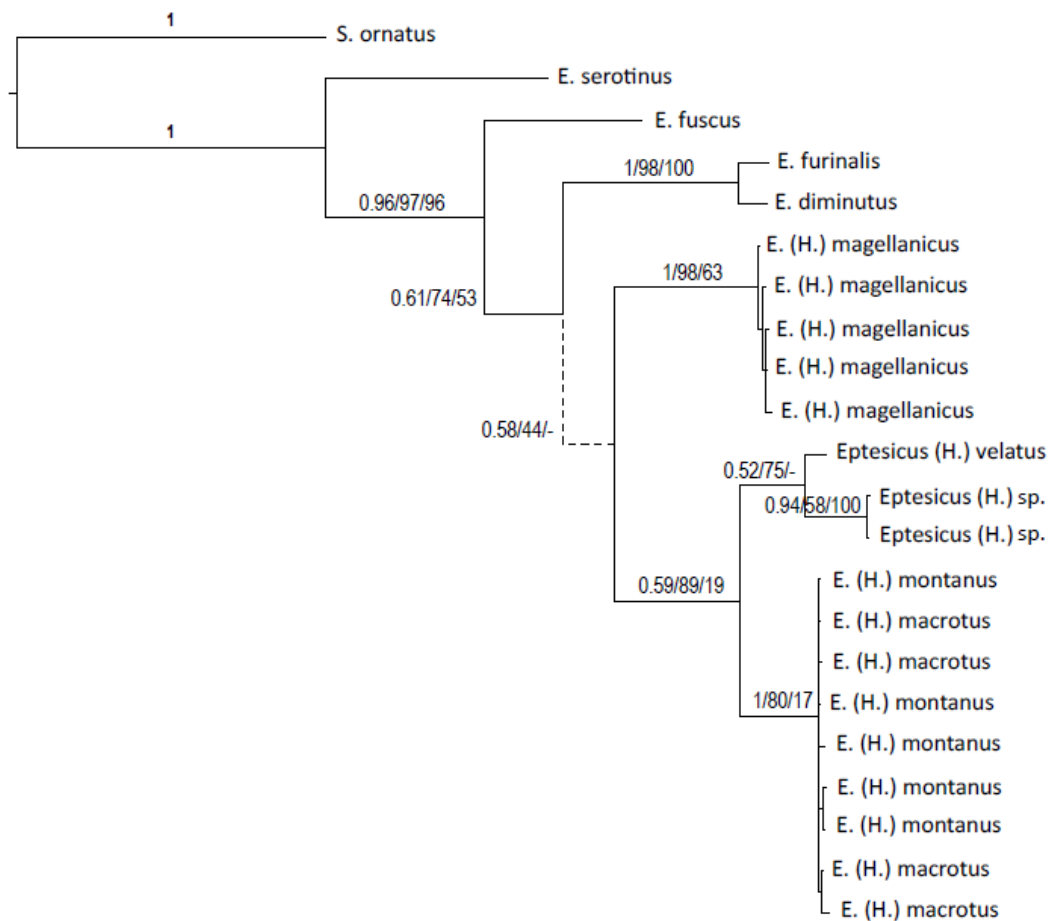 1
S. ornatus
E. serotinus
1
E. fuscus
E. furinalis
1/98/100
0.96/97/96
E. diminutus
E. (H.) magellanicus
1/98/63
E. (H.) magellanicus
0.61/74/53
E. (H.) magellanicus
E. (H.) magellanicus
E. (H.) magellanicus
0.58/44/-
Eptesicus (H.) velatus
0.52/75/-
Eptesicus (H.) sp.
0.94/58/100
Eptesicus (H.) sp.
E. (H.) montanus
0.59/89/19
E. (H.) macrotus
E. (H.) macrotus
1/80/17
E. (H.) montanus
E. (H.) montanus
E. (H.) montanus
E. (H.) montanus
E. (H.) macrotus
E. (H.) macrotus